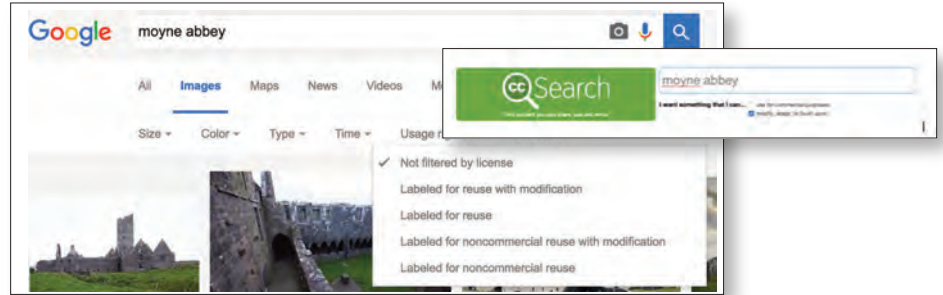 Google moyne abbey
All Images Maps News Videos
Size Color Type Time Usage
Not filtered by license
Labeled for reuse with modification
Labeled for reuse
Labeled for noncommercial reuse with modification
Labeled for noncommercial reuse
cc Search
moyne abbey
I want something that I can...